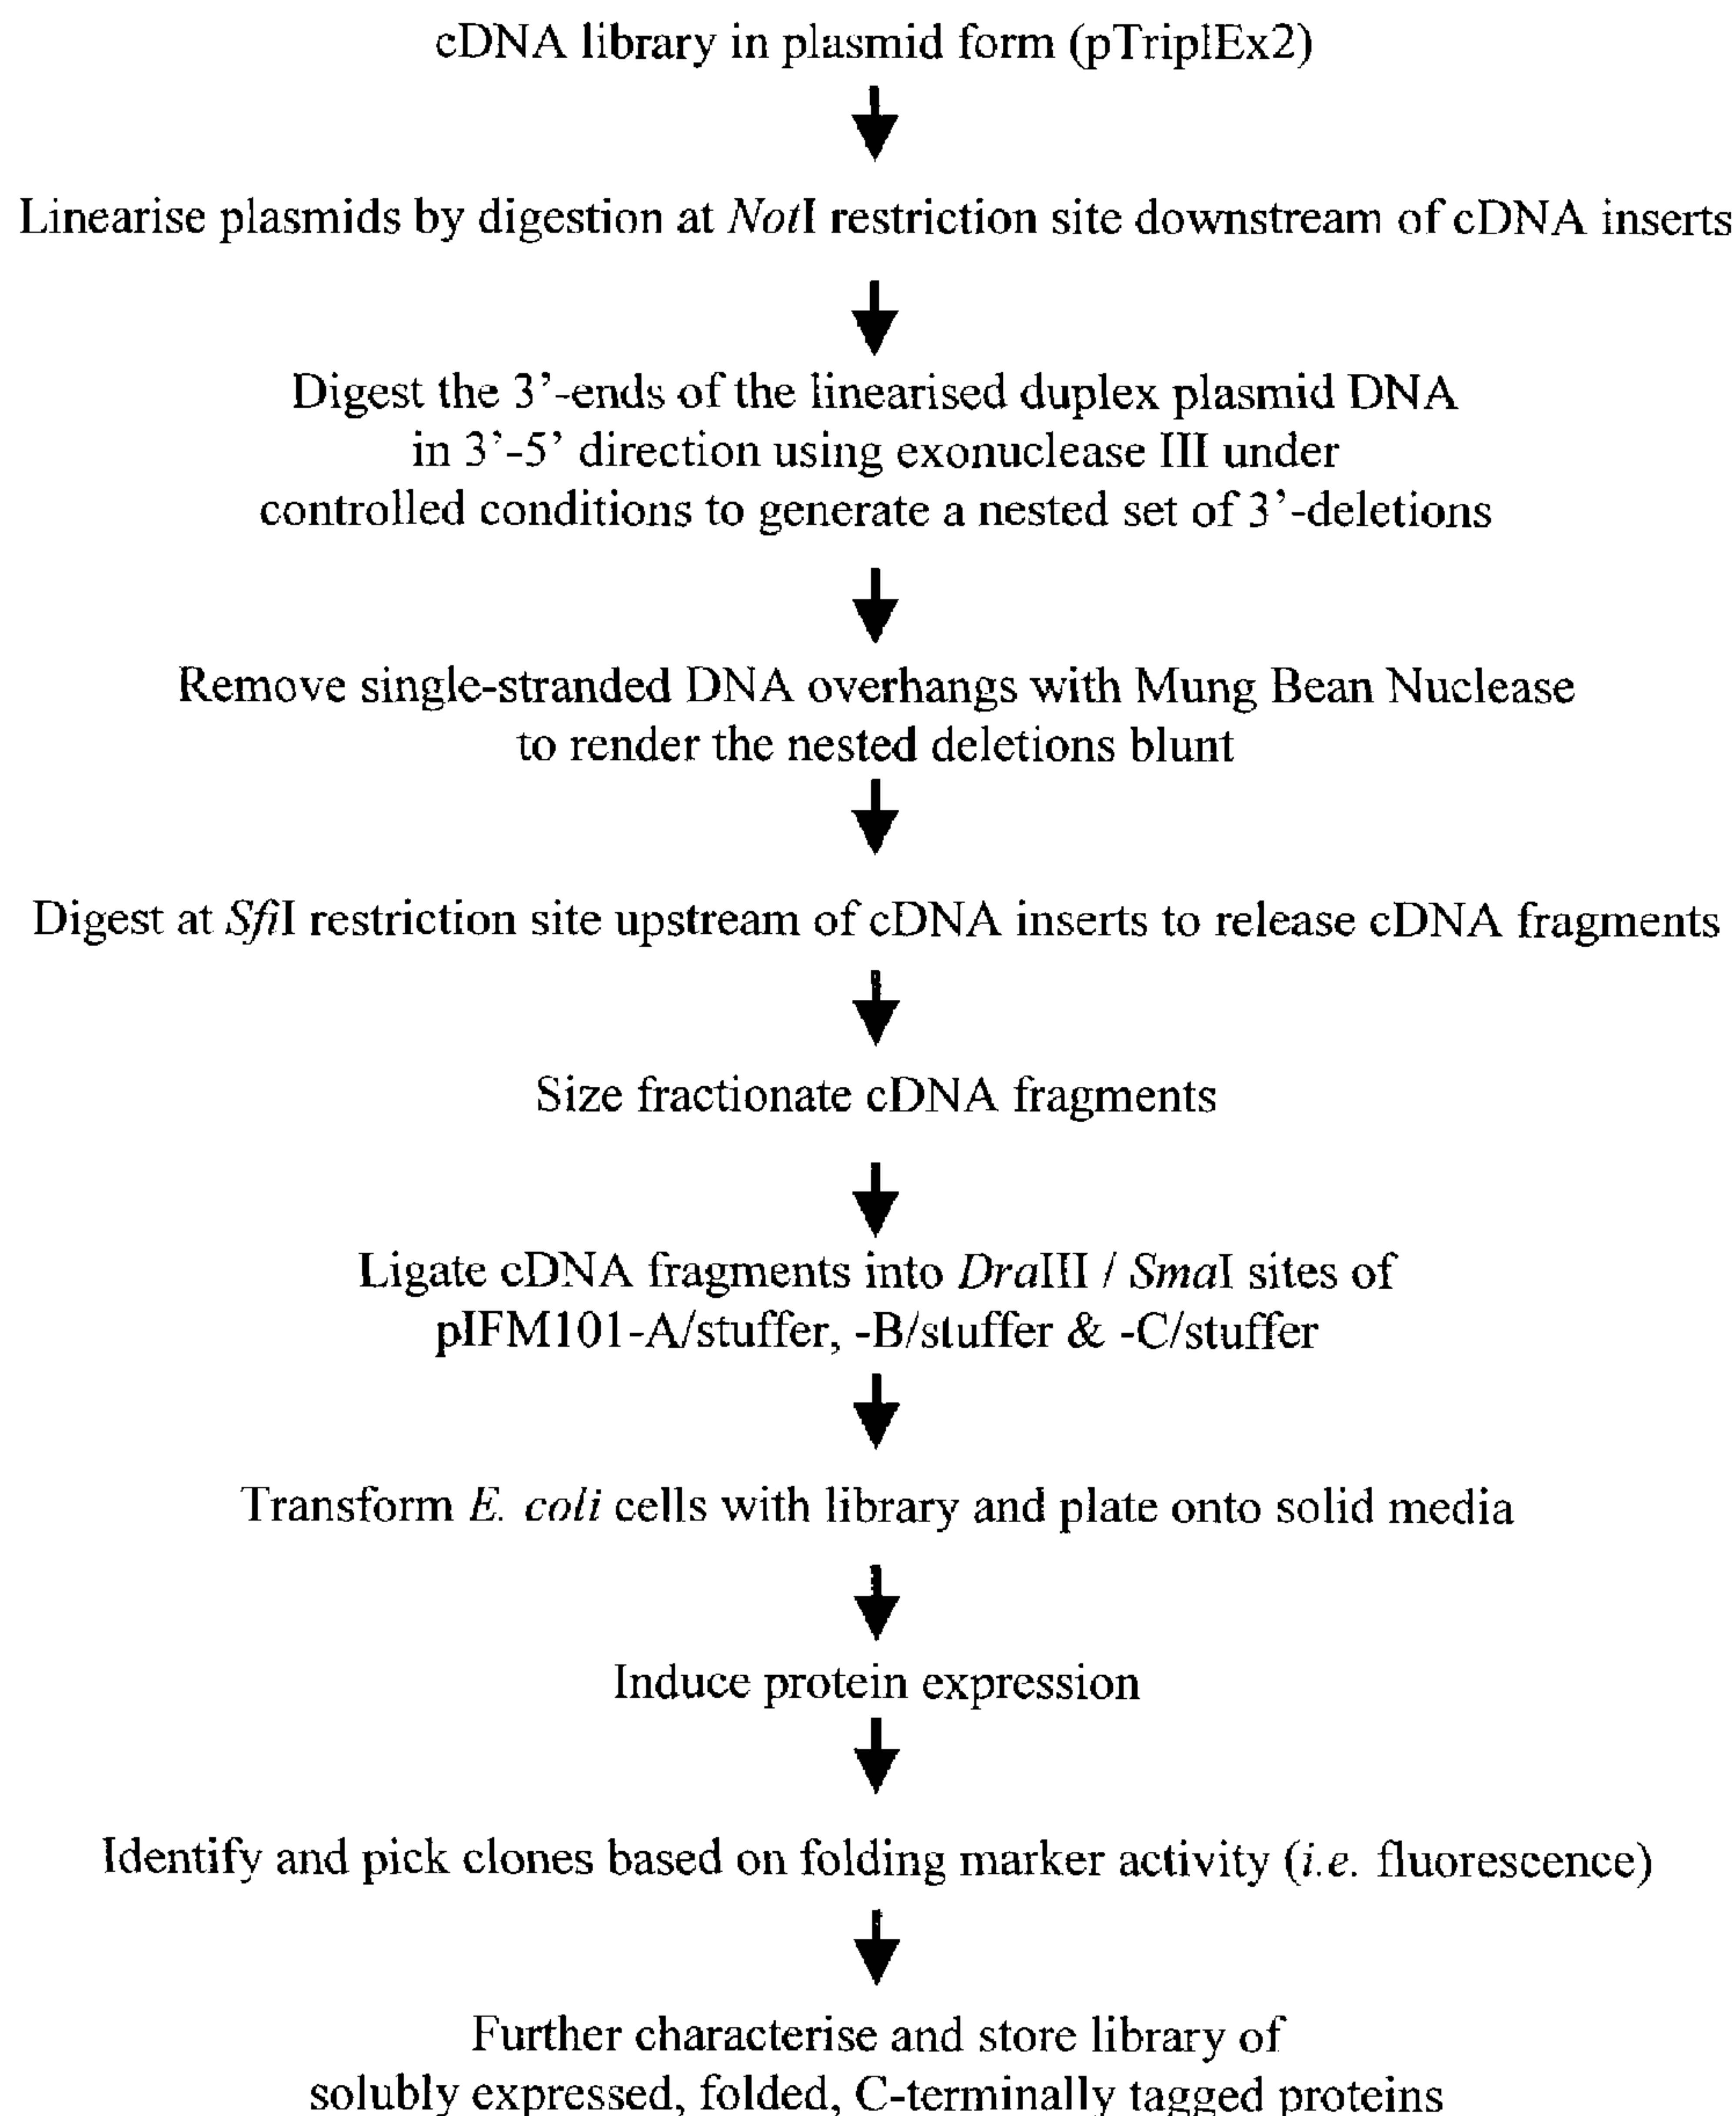 cDNA library in plasmid form (pTriplEx2)
Linearise plasmids by digestion at NotI restriction site downstream of cDNA inserts
Digest the 3’-ends of the linearised duplex plasmid DNA
in 3’-5’ direction using exonuclease III under
controlled conditions to generate a nested set of 3’-deletions
Remove single-stranded DNA overhangs with Mung Bean Nuclease
to render the nested deletions blunt
Digest at SfiI restriction site upstream of cDNA inserts to release cDNA fragments
Size fractionate cDNA fragments
Ligate cDNA fragments into DraIII / SmaI sites of
pIFM101-A/stuffer, -B/stuffer & -C/stuffer
Transform E. coli cells with library and plate onto solid media
Induce protein expression
Identify and pick clones based on folding marker activity (i.e. fluorescence)
Further characterise and store library of
solubly expressed, folded, C-terminally tagged proteins